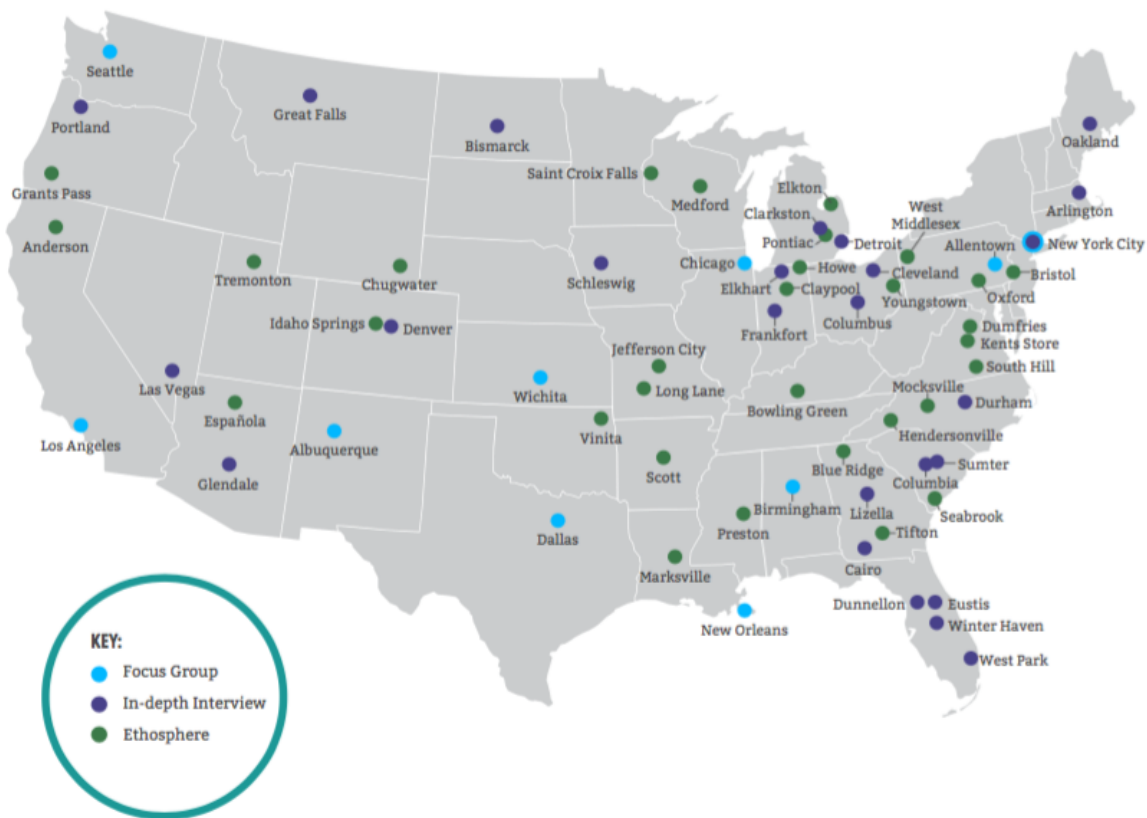 Seattle
Great Falls
Portland
Bismarck
Oakland
Saint Croix Falls
Grants Pass
Medford
Elkton
West
Middlesex
Arlington
Clarkston
Anderson
Pontiac
Detroit
Allentown
New York City
Chicago
Howe
Cleveland
Bristol
Tremonton
Chugwater
Schleswig
Elkhart
Claypool
Youngstown
Oxford
Idaho Springs
Denver
Frankfort
Columbus
Dumfries
Kents Store
Jefferson City
South Hill
Las Vegas
Wichita
Long Lane
Mocksville
Durham
Española
Bowling Green
Vinita
Hendersonville
Los Angeles
Albuquerque
Blue Ridge
Sumter
Scott
Columbia
Glendale
Birmingham
Lizella
Seabrook
Dallas
Preston
Tifton
Cairo
Marksville
Dunnellon
Eustis
New Orleans
Winter Haven
West Park
KEY:
Focus Group
In-depth Interview
Ethosphere